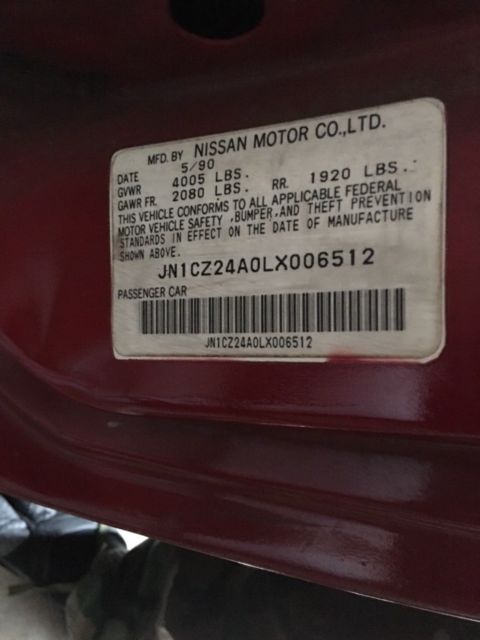 MFD. BY NISSAN MOTOR CO.,LTD.
DATE 5/90
GVWR 4005 LBS.
GAWR FR. 2080 LBS. RR. 1920 LBS.
THIS VEHICLE CONFORMS TO ALL APPLICABLE FEDERAL
MOTOR VEHICLE SAFETY ,BUMPER,AND THEFT PREVENTION
STANDARDS IN EFFECT ON THE DATE OF MANUFACTURE
SHOWN ABOVE.
JN1CZ24A0LX006512
PASSENGER CAR
JN1CZ24A0LX006512